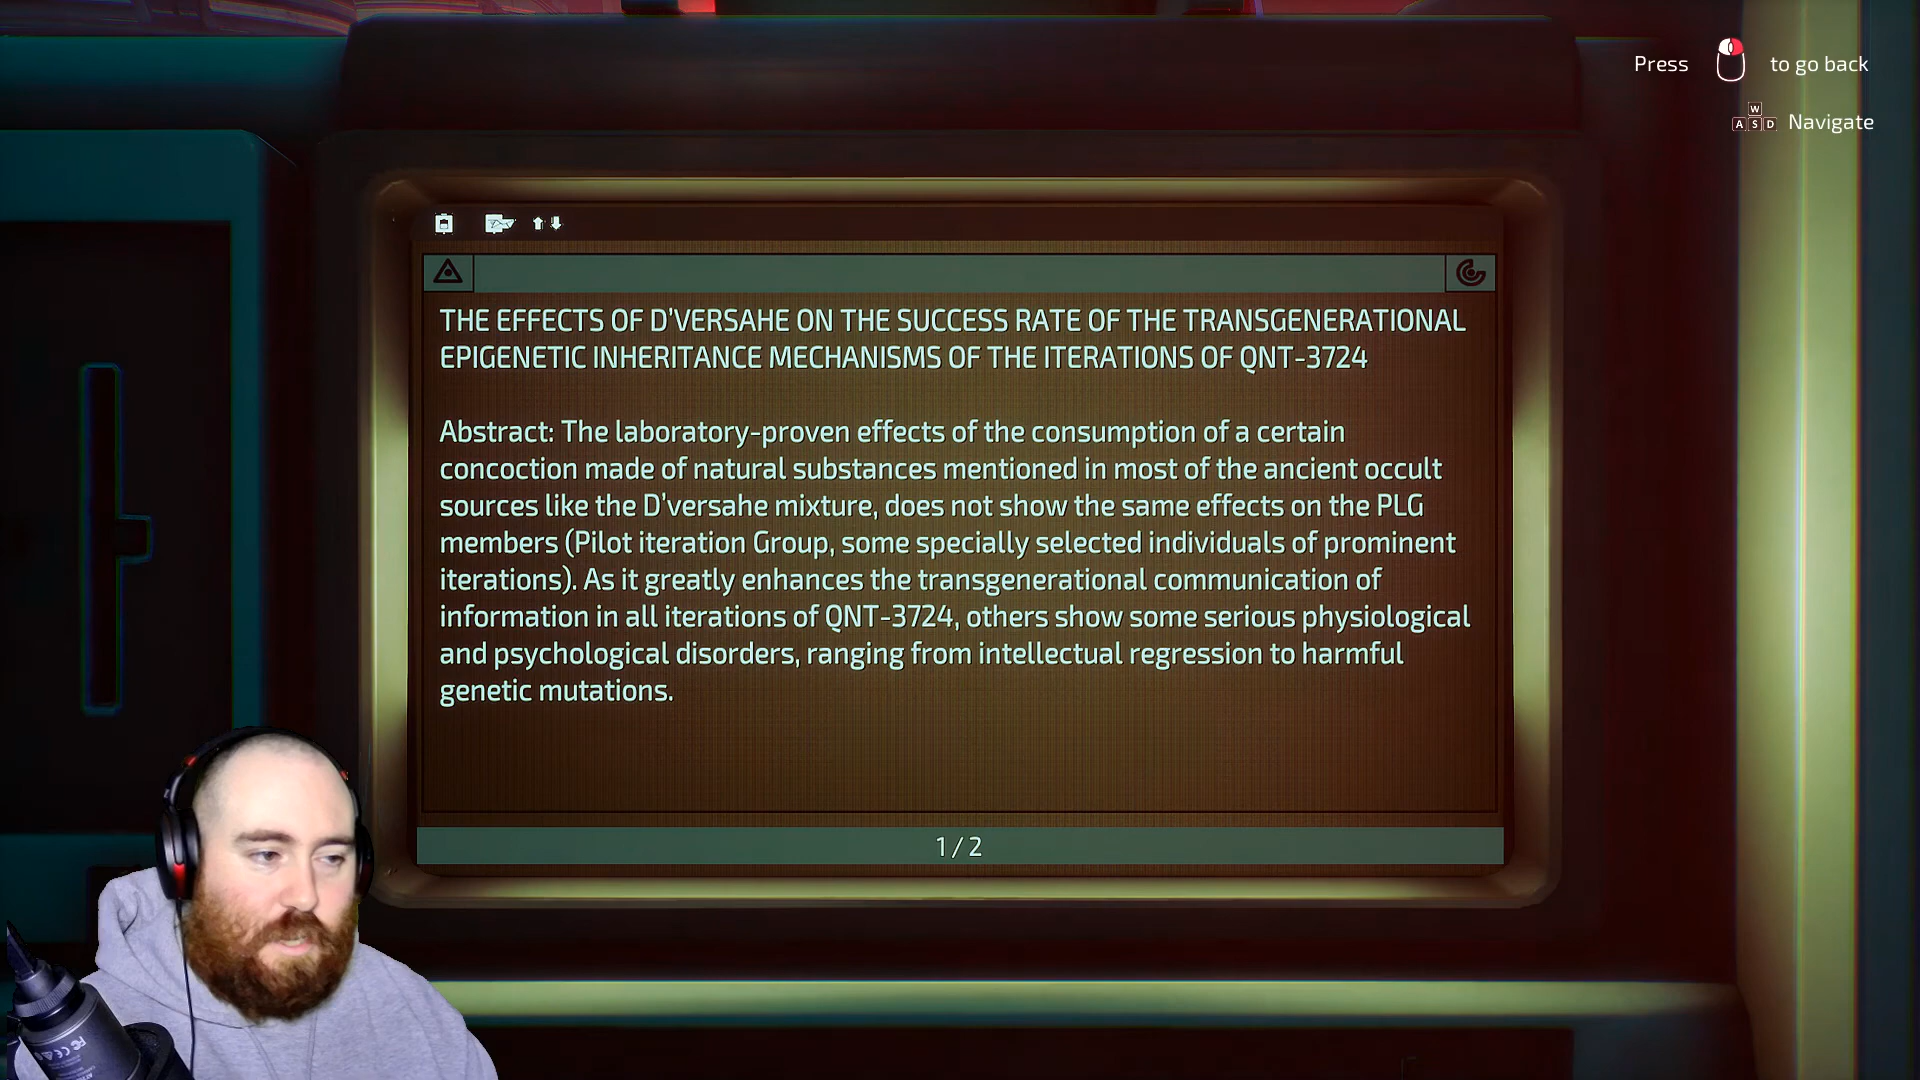 Press to go back
W
A S D Navigate
THE EFFECTS OF D'VERSAHE ON THE SUCCESS RATE OF THE TRANSGENERATIONAL
EPIGENETIC INHERITANCE MECHANISMS OF THE ITERATIONS OF QNT-3724
Abstract: The laboratory-proven effects of the consumption of a certain
concoction made of natural substances mentioned in most of the ancient occult
sources like the D'versahe mixture, does not show the same effects on the PLG
members (Pilot iteration Group, some specially selected individuals of prominent
iterations). As it greatly enhances the transgenerational communication of
information in all iterations of QNT-3724, others show some serious physiological
and psychological disorders, ranging from intellectual regression to harmful
genetic mutations.
1 / 2